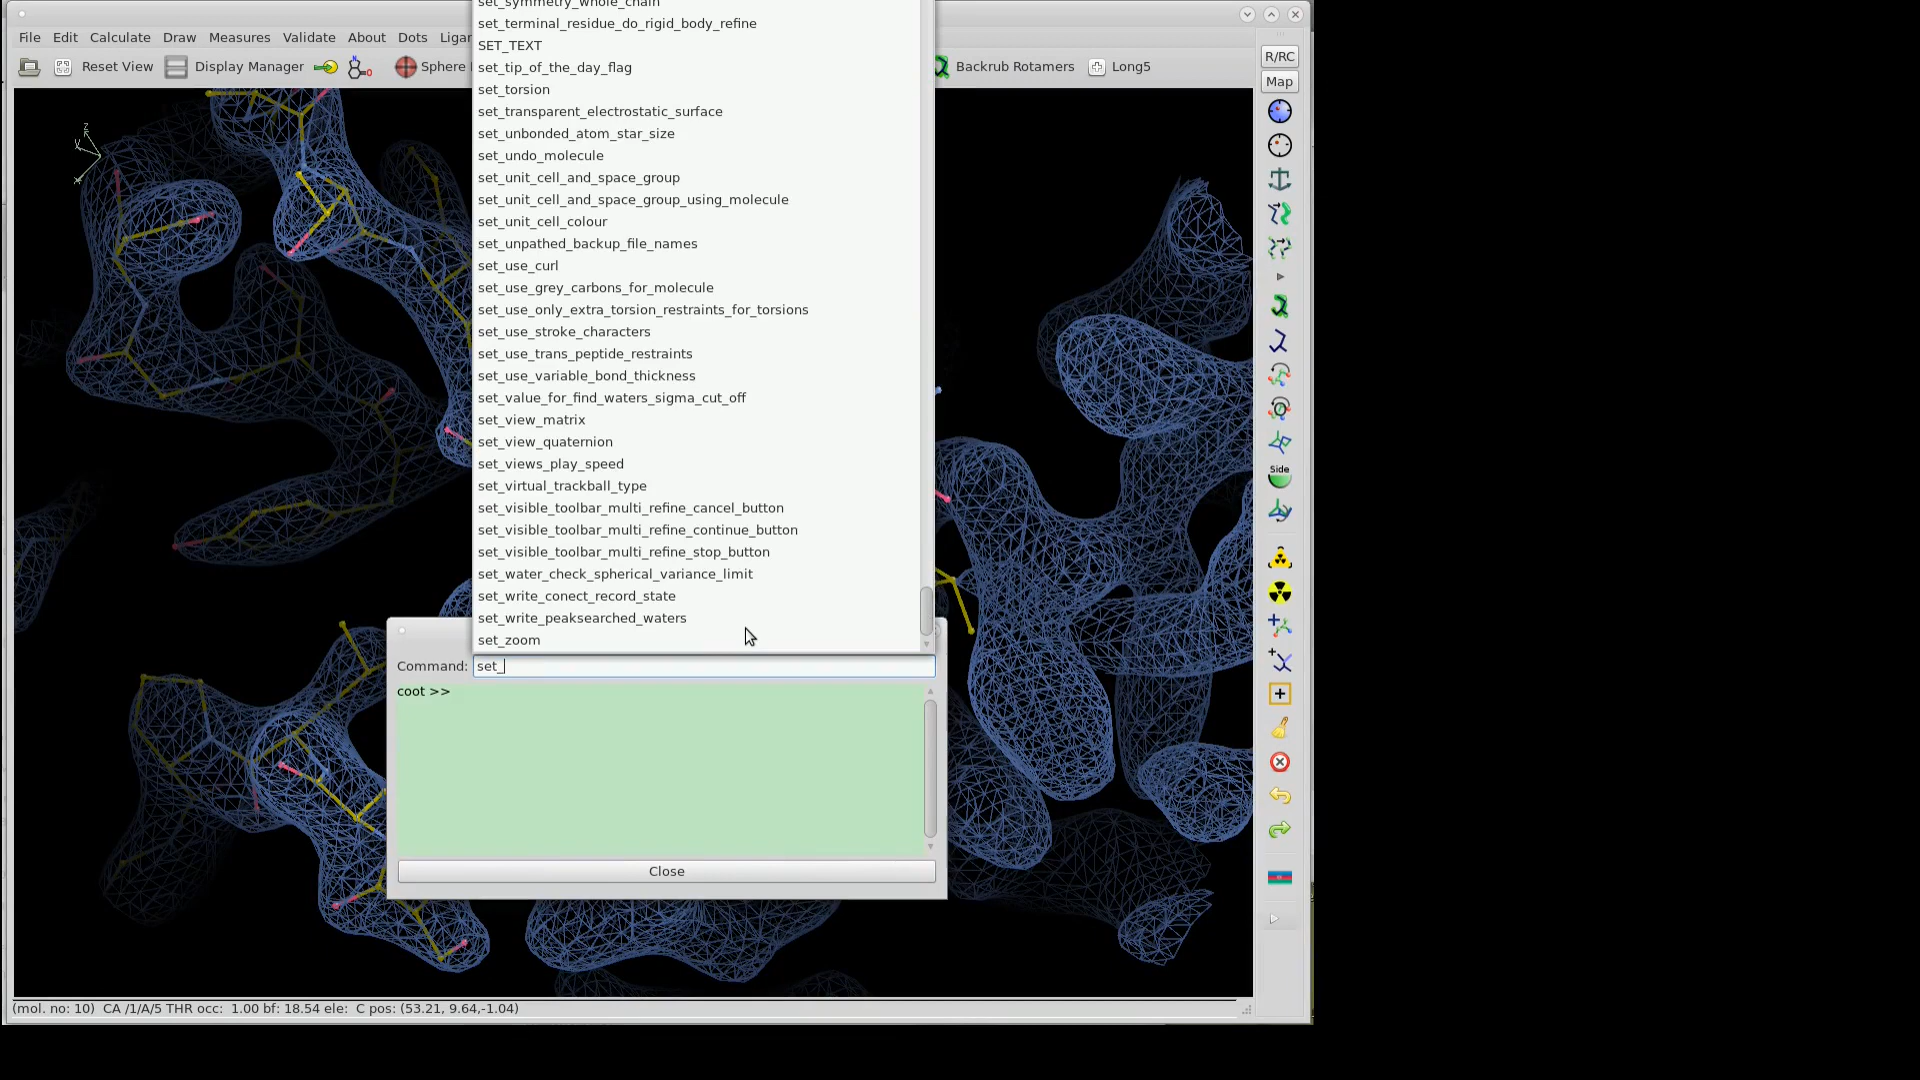 set_symmetry_whole_chain
File Edit Calculate Draw Measures Validate About Dots Ligan
set_terminal_residue_do_rigid_body_refine
SET_TEXT
Reset View Display Manager Sphere
set_tip_of_the_day_flag
Backrub Rotamers Long5
R/RC
Map
set_torsion
set_transparent_electrostatic_surface
set_unbonded_atom_star_size
set_undo_molecule
set_unit_cell_and_space_group
set_unit_cell_and_space_group_using_molecule
set_unit_cell_colour
set_unpathed_backup_file_names
set_use_curl
set_use_grey_carbons_for_molecule
set_use_only_extra_torsion_restraints_for_torsions
set_use_stroke_characters
set_use_trans_peptide_restraints
set_use_variable_bond_thickness
set_value_for_find_waters_sigma_cut_off
set_view_matrix
set_view_quaternion
set_views_play_speed
Side
set_virtual_trackball_type
set_visible_toolbar_multi_refine_cancel_button
set_visible_toolbar_multi_refine_continue_button
set_visible_toolbar_multi_refine_stop_button
set_water_check_spherical_variance_limit
set_write_conect_record_state
set_write_peaksearched_waters
set_zoom
Command: set_
coot >>
Close
(mol. no: 10) CA /1/A/5 THR occ: 1.00 bf: 18.54 ele: C pos: (53.21, 9.64,-1.04)